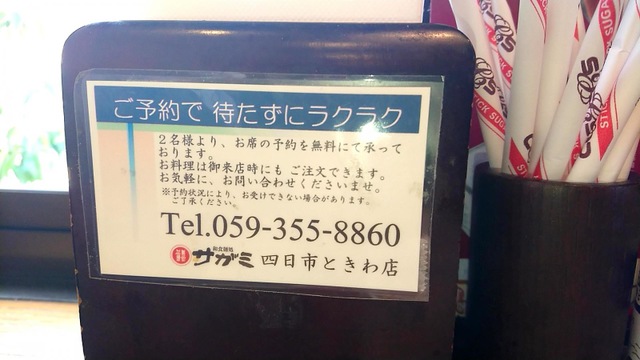 ご予約で 待たずにラクラク
２名様より、お席の予約を無料にて承って
おります。
お料理は御来店時にも ご注文できます。
お気軽に、お問い合わせくださいませ。
※予約状況により、お受けできない場合があります。
ご了承ください。
Tel.059-355-8860
和食麺処
サガミ 四日市ときわ店
STICK SUGAR
STICK SUGAR